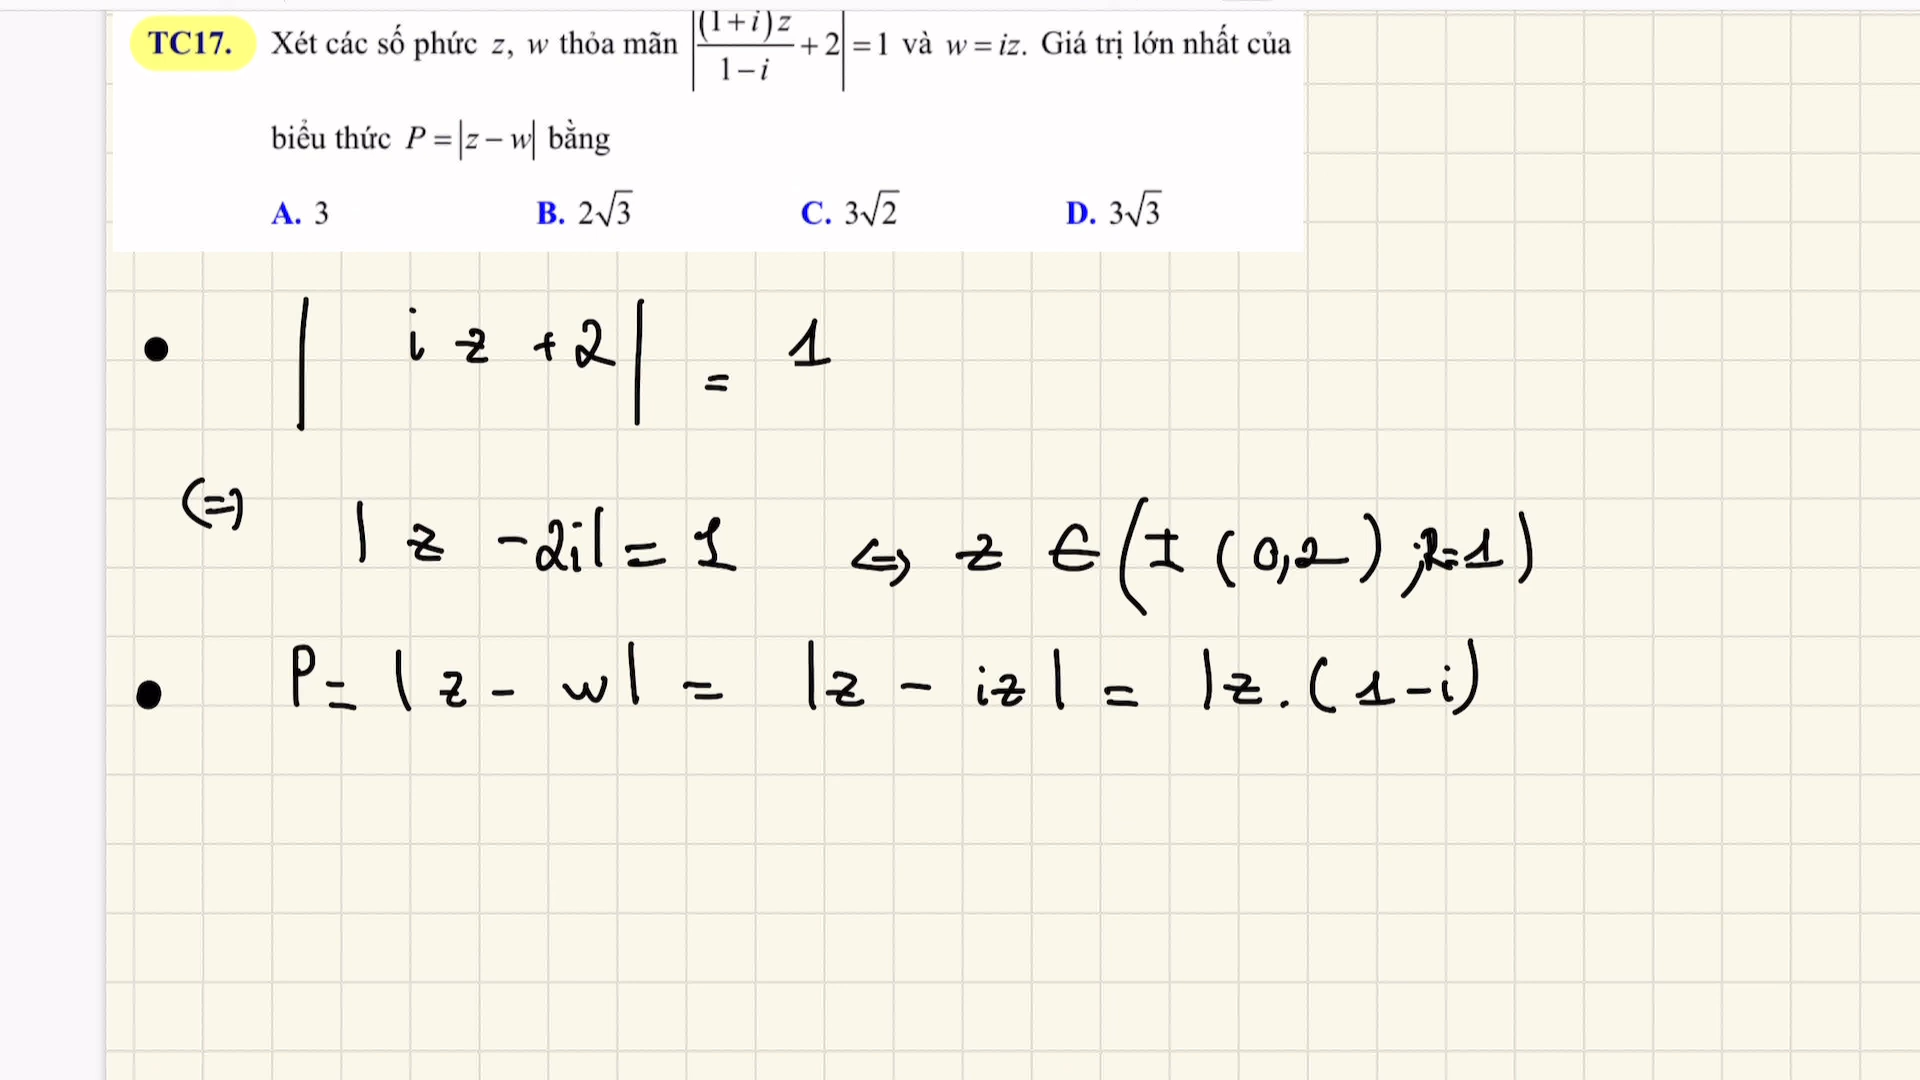 TC17. Xét các số phức z, w thỏa mãn |(1+i)z/(1−i) + 2| = 1 và w = iz. Giá trị lớn nhất của
biểu thức P = |z − w| bằng
A. 3 B. 2√3 C. 3√2 D. 3√3
• | i z + 2 | = 1
(=) | z - 2i | = 1 <=> z ∈ (I (0,2) ; R=1)
• P = | z - w | = | z - iz | = | z . (1-i)